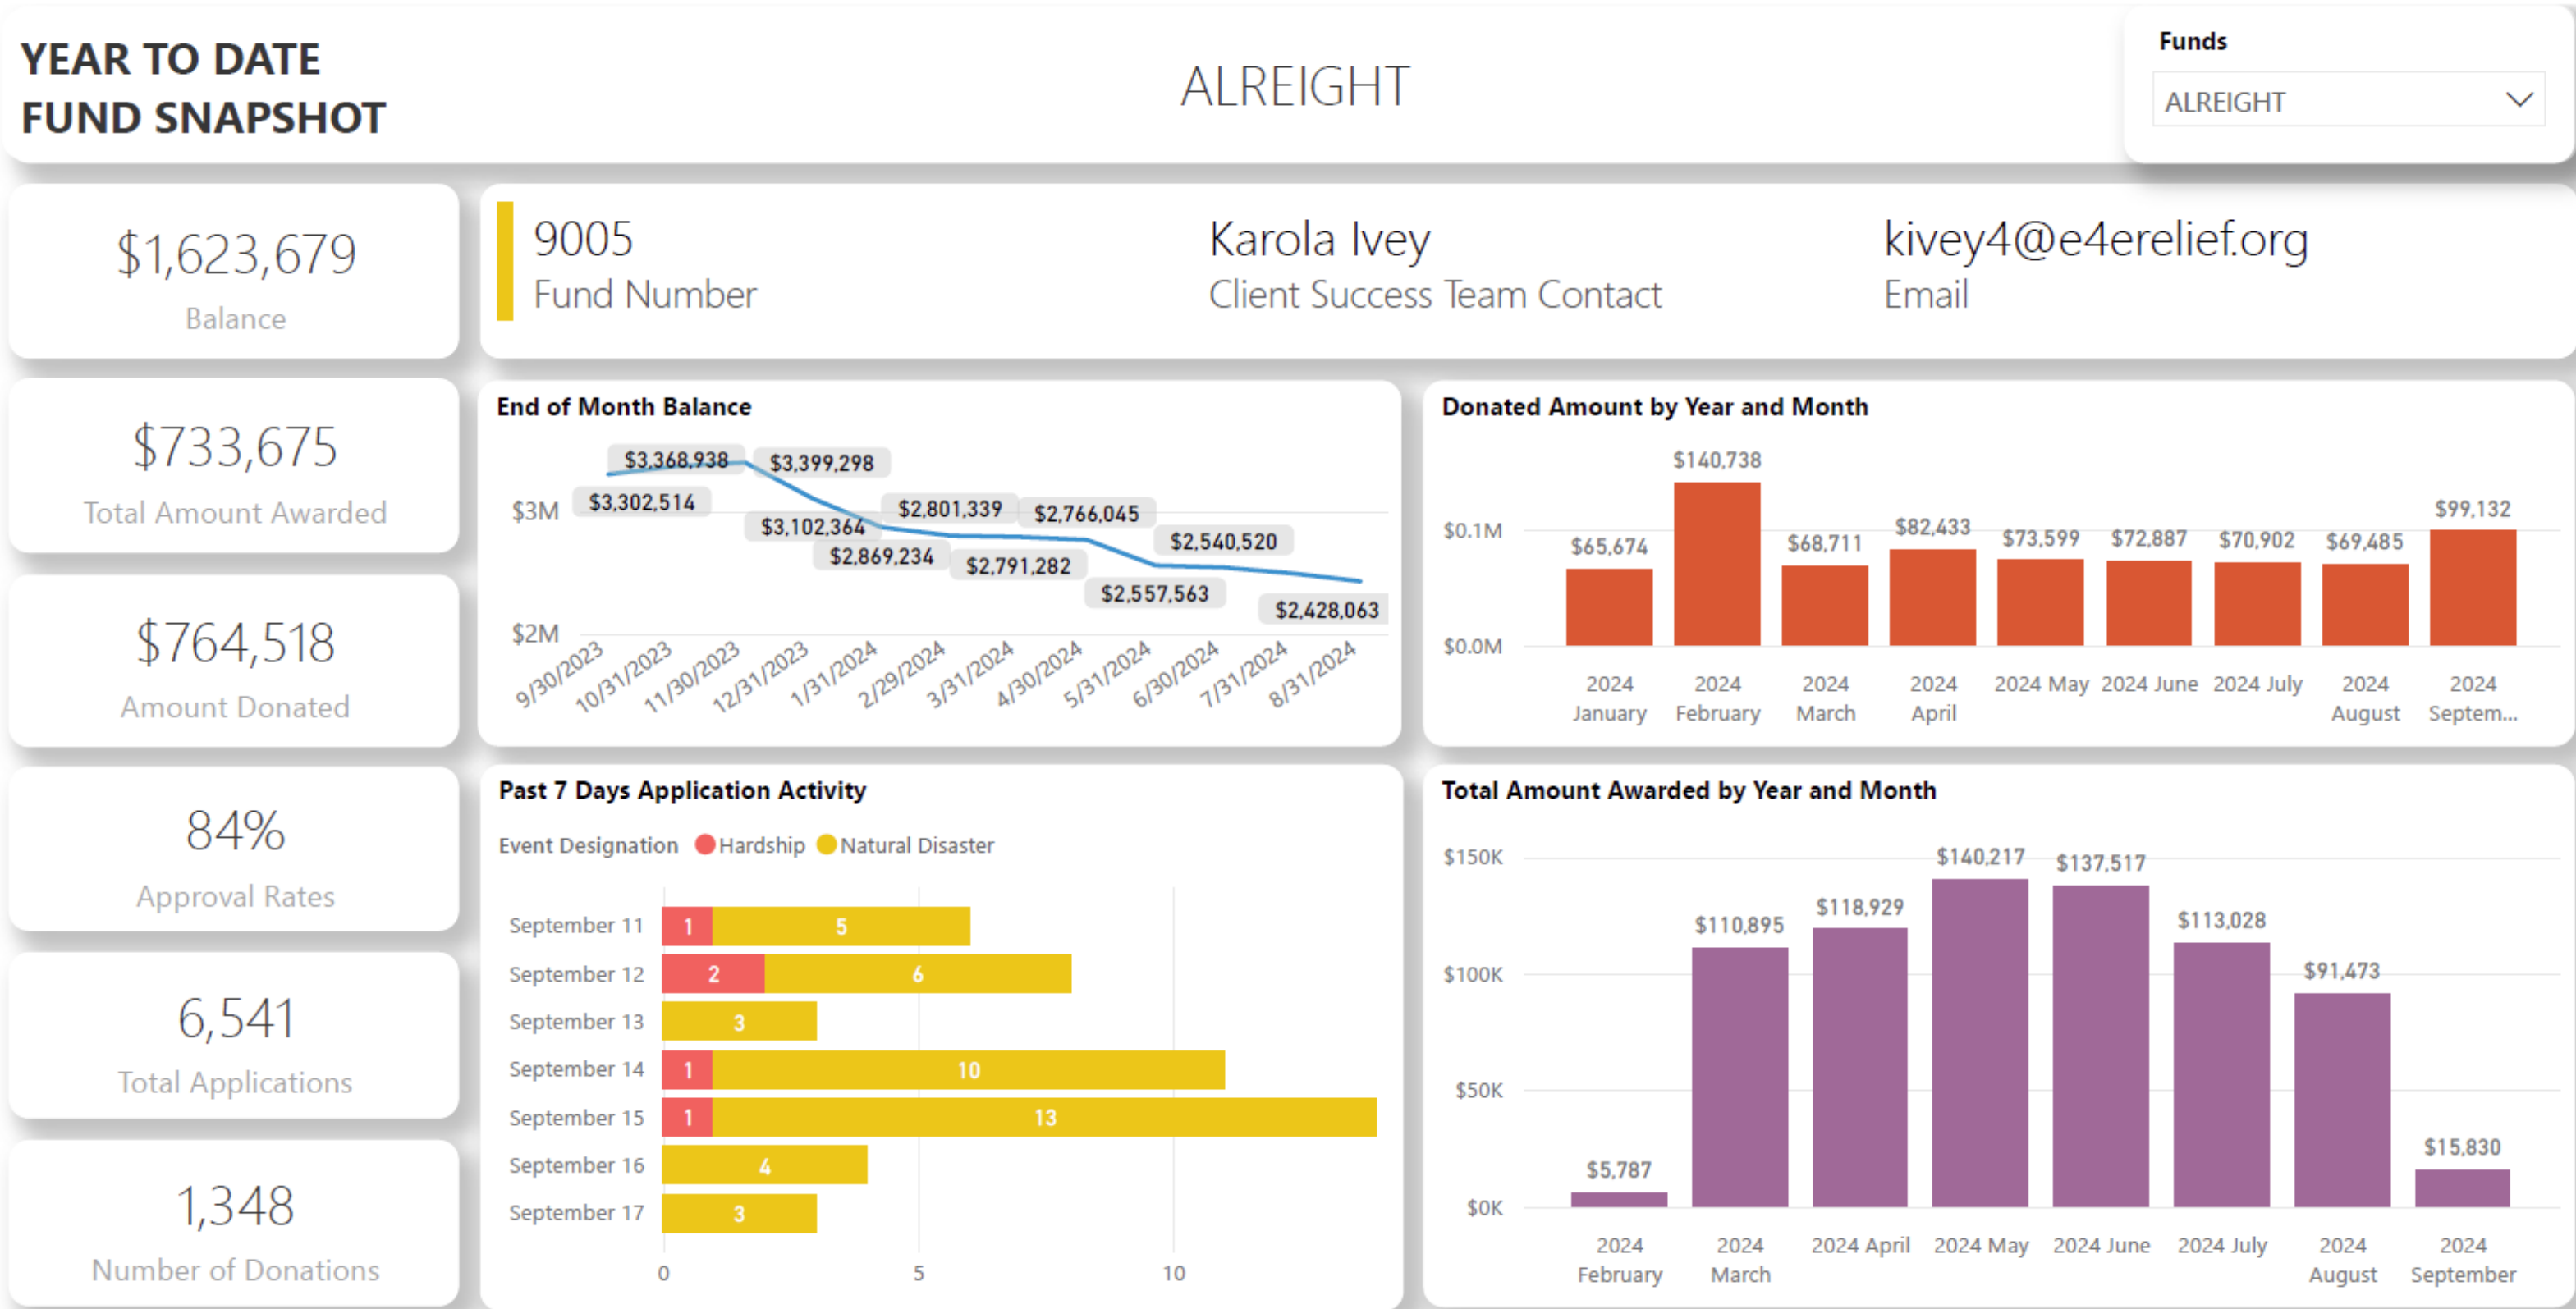 YEAR TO DATE
FUND SNAPSHOT
ALREIGHT
Funds
ALREIGHT
$1,623,679
Balance
9005
Fund Number
Karola Ivey
Client Success Team Contact
kivey4@e4erelief.org
Email
$733,675
Total Amount Awarded
$764,518
Amount Donated
84%
Approval Rates
6,541
Total Applications
1,348
Number of Donations
End of Month Balance
$3M
$2M
$3,302,514
$3,368,938
$3,399,298
$3,102,364
$2,869,234
$2,801,339
$2,791,282
$2,766,045
$2,557,563
$2,540,520
$2,428,063
9/30/2023
10/31/2023
11/30/2023
12/31/2023
1/31/2024
2/29/2024
3/31/2024
4/30/2024
5/31/2024
6/30/2024
7/31/2024
8/31/2024
Donated Amount by Year and Month
$0.1M
$0.0M
$65,674
$140,738
$68,711
$82,433
$73,599
$72,887
$70,902
$69,485
$99,132
2024
January
2024
February
2024
March
2024
April
2024 May
2024 June
2024 July
2024
August
2024
Septem...
Past 7 Days Application Activity
Event Designation Hardship Natural Disaster
September 11 1 5
September 12 2 6
September 13 3
September 14 1 10
September 15 1 13
September 16 4
September 17 3
0 5 10
Total Amount Awarded by Year and Month
$150K
$100K
$50K
$0K
$5,787
$110,895
$118,929
$140,217
$137,517
$113,028
$91,473
$15,830
2024
February
2024
March
2024 April
2024 May
2024 June
2024 July
2024
August
2024
September